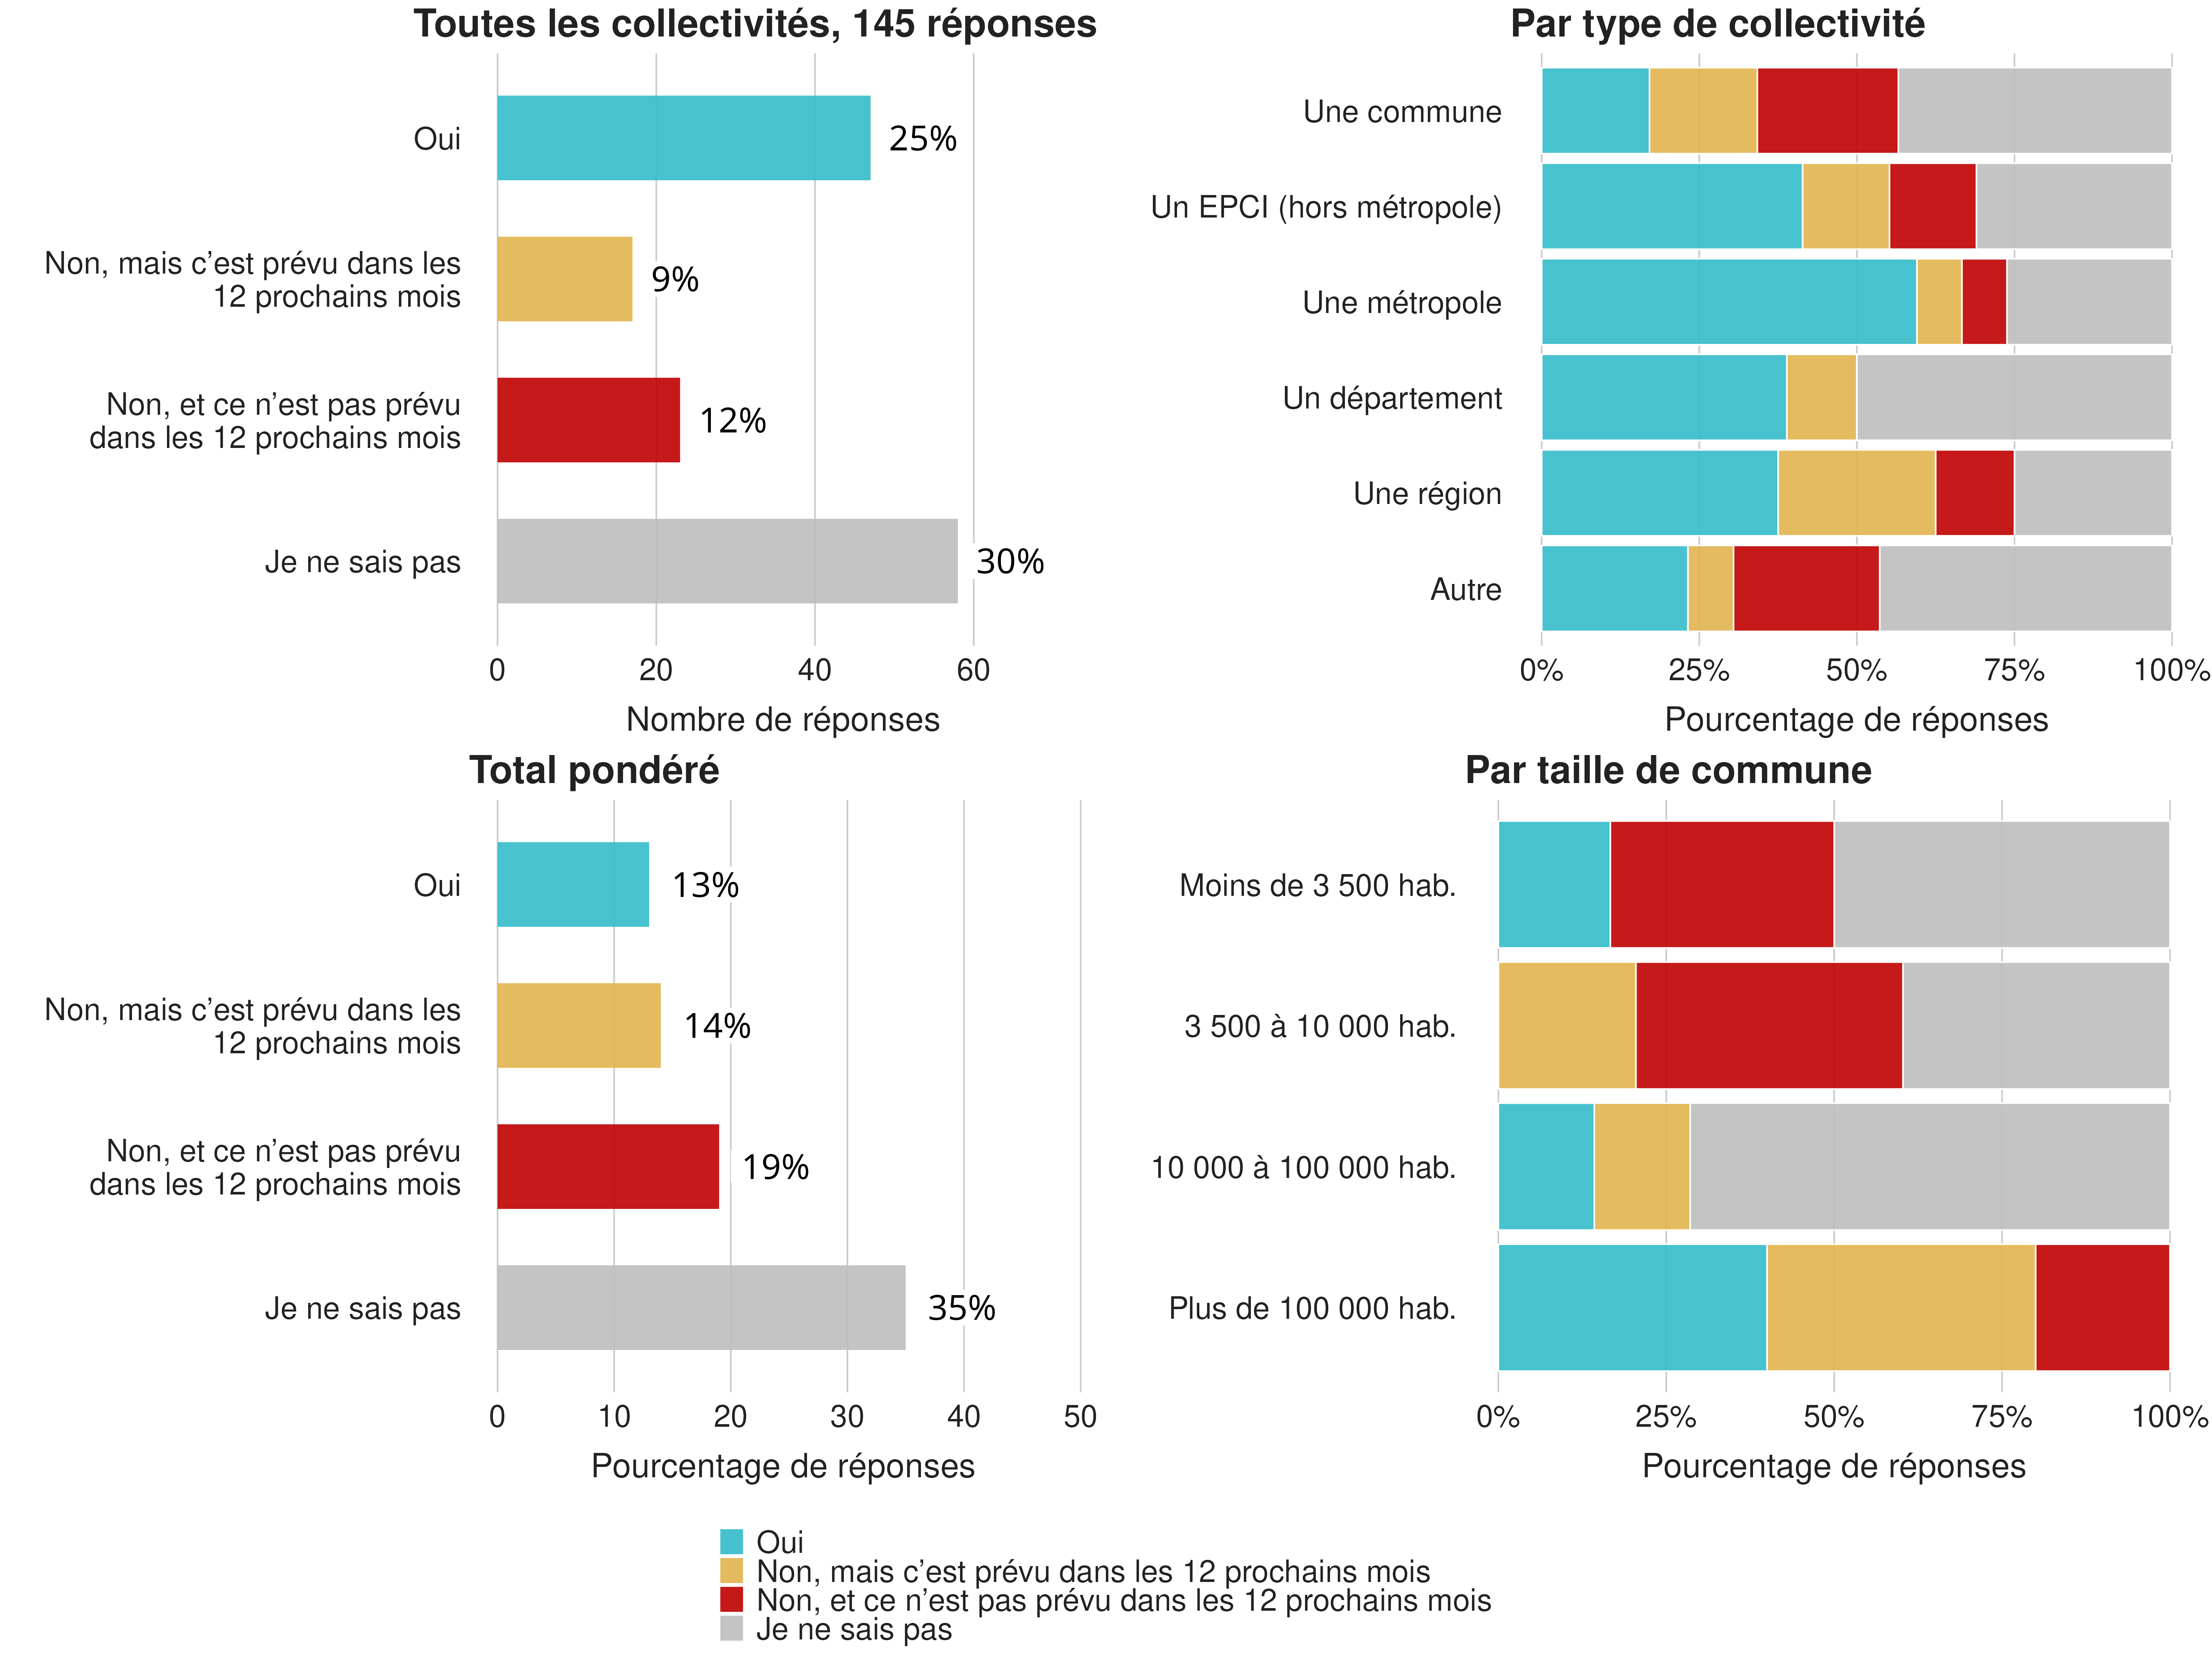 Toutes les collectivités, 145 réponses
Oui
25%
Non, mais c’est prévu dans les
12 prochains mois
9%
Non, et ce n’est pas prévu
dans les 12 prochains mois
12%
Je ne sais pas
30%
0 20 40 60
Nombre de réponses
Par type de collectivité
Une commune
Un EPCI (hors métropole)
Une métropole
Un département
Une région
Autre
0% 25% 50% 75% 100%
Pourcentage de réponses
Total pondéré
Oui
13%
Non, mais c’est prévu dans les
12 prochains mois
14%
Non, et ce n’est pas prévu
dans les 12 prochains mois
19%
Je ne sais pas
35%
0 10 20 30 40 50
Pourcentage de réponses
Par taille de commune
Moins de 3 500 hab.
3 500 à 10 000 hab.
10 000 à 100 000 hab.
Plus de 100 000 hab.
0% 25% 50% 75% 100%
Pourcentage de réponses
Oui
Non, mais c’est prévu dans les 12 prochains mois
Non, et ce n’est pas prévu dans les 12 prochains mois
Je ne sais pas